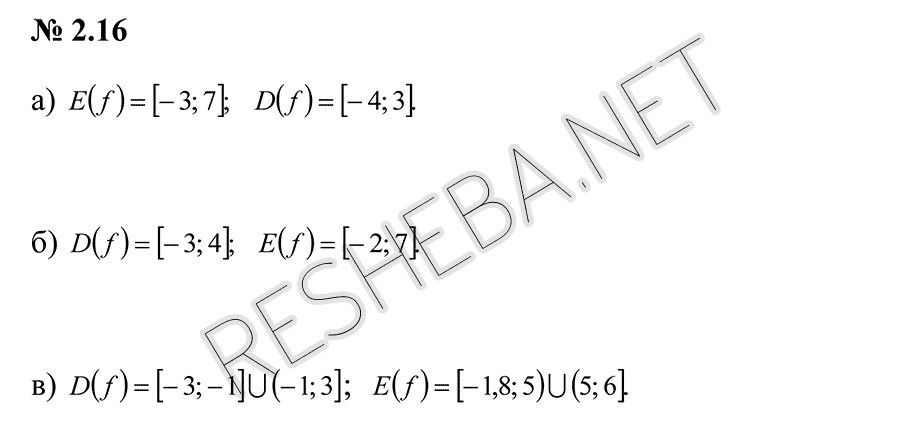 № 2.16
а) E(f)=[−3;7]; D(f)=[−4;3].
б) D(f)=[−3;4]; E(f)=[−2;7].
в) D(f)=[−3;−1]∪(−1;3]; E(f)=[−1,8;5)∪(5;6].
RESHEBA.NET